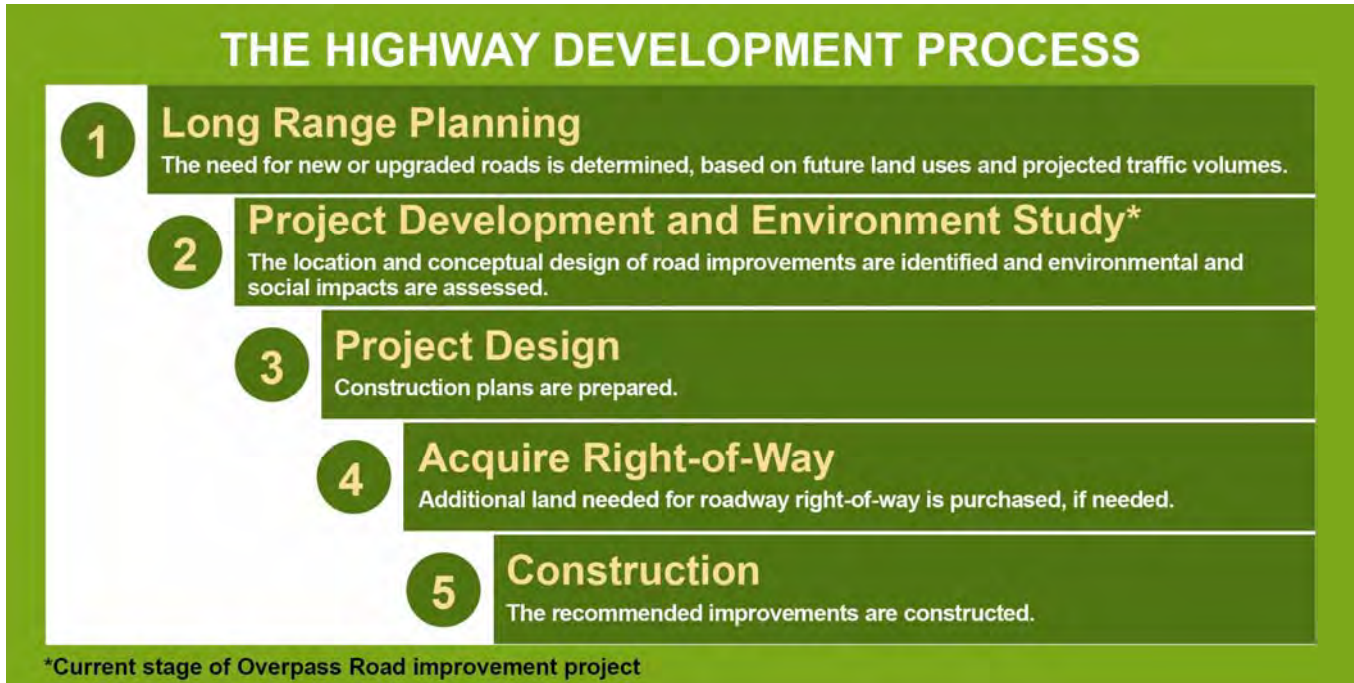 THE HIGHWAY DEVELOPMENT PROCESS
1
Long Range Planning
The need for new or upgraded roads is determined, based on future land uses and projected traffic volumes.
2
Project Development and Environment Study*
The location and conceptual design of road improvements are identified and environmental and
social impacts are assessed.
3
Project Design
Construction plans are prepared.
4
Acquire Right-of-Way
Additional land needed for roadway right-of-way is purchased, if needed.
5
Construction
The recommended improvements are constructed.
*Current stage of Overpass Road improvement project